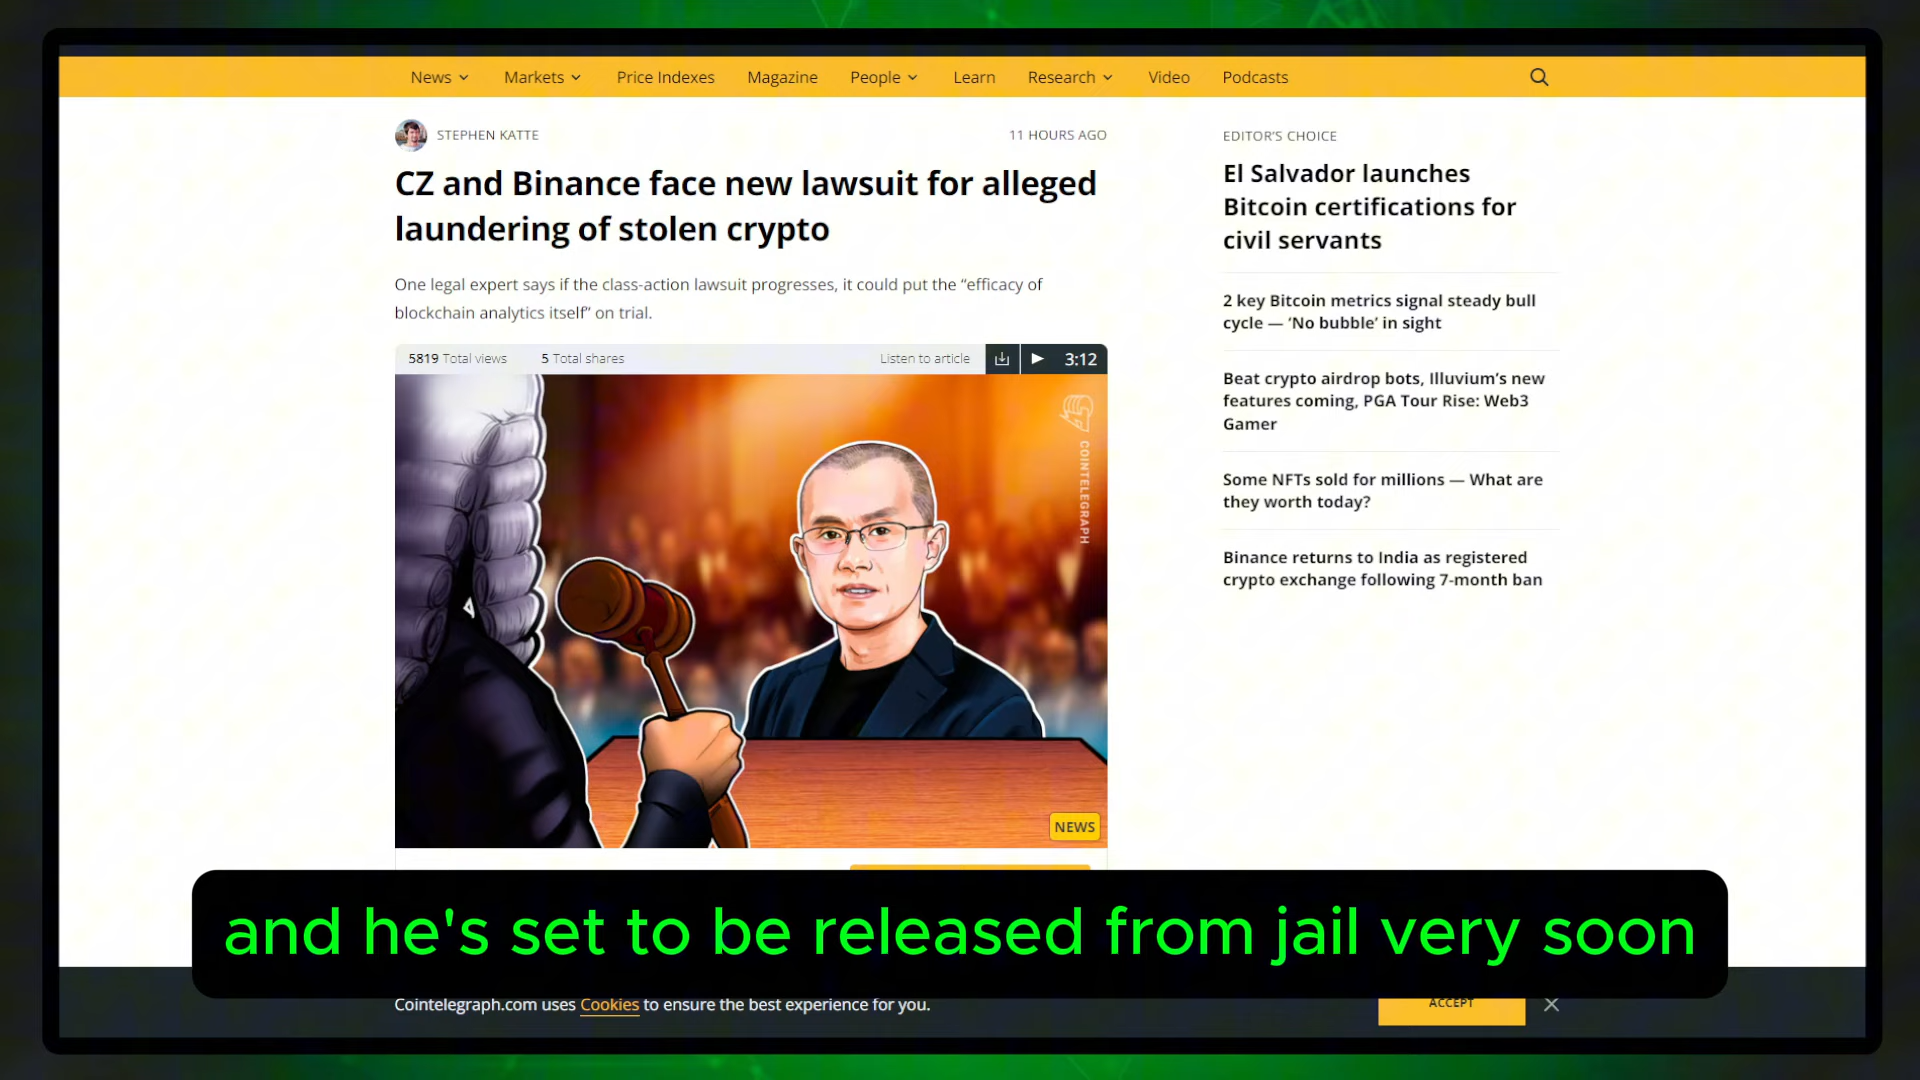 News Markets Price Indexes Magazine People Learn Research Video Podcasts
STEPHEN KATTE
11 HOURS AGO
CZ and Binance face new lawsuit for alleged
laundering of stolen crypto
One legal expert says if the class-action lawsuit progresses, it could put the “efficacy of
blockchain analytics itself” on trial.
5819 Total views 5 Total shares Listen to article 3:12
COINTELEGRAPH
NEWS
EDITOR’S CHOICE
El Salvador launches
Bitcoin certifications for
civil servants
2 key Bitcoin metrics signal steady bull
cycle — ‘No bubble’ in sight
Beat crypto airdrop bots, Illuvium’s new
features coming, PGA Tour Rise: Web3
Gamer
Some NFTs sold for millions — What are
they worth today?
Binance returns to India as registered
crypto exchange following 7-month ban
and he's set to be released from jail very soon
Cointelegraph.com uses Cookies to ensure the best experience for you.
ACCEPT